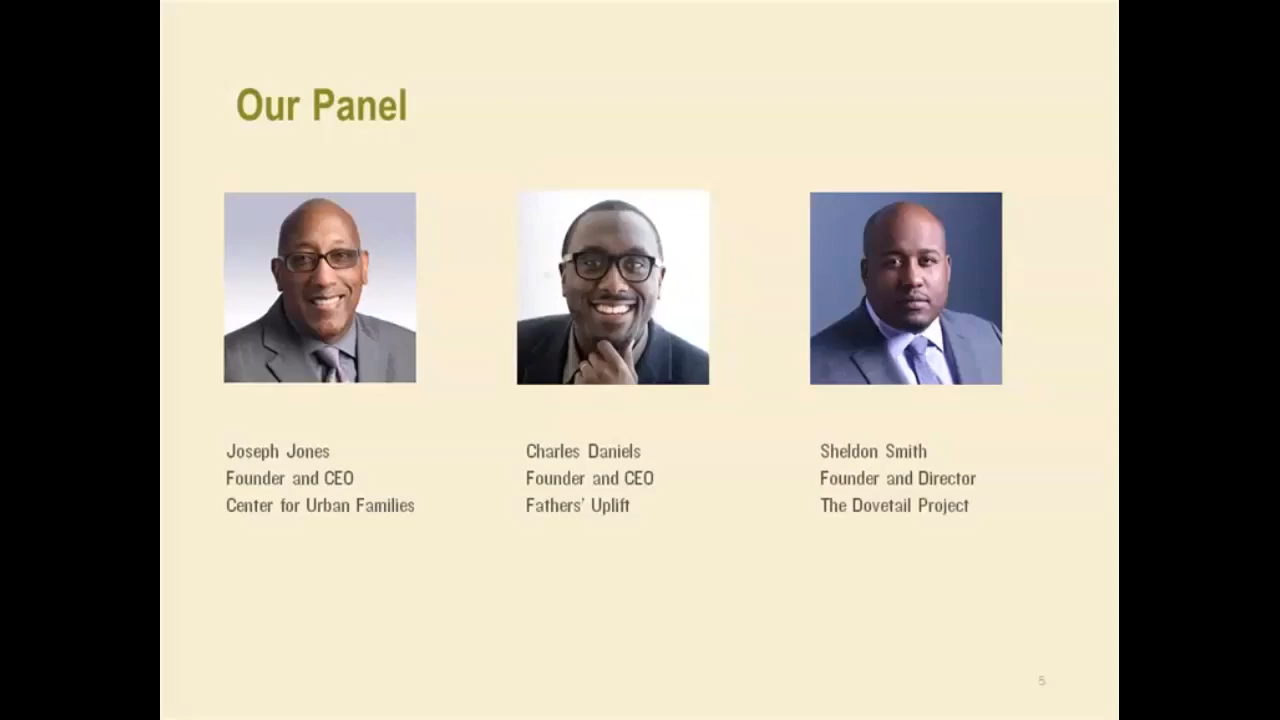 Our Panel
Joseph Jones
Founder and CEO
Center for Urban Families
Charles Daniels
Founder and CEO
Fathers' Uplift
Sheldon Smith
Founder and Director
The Dovetail Project
5